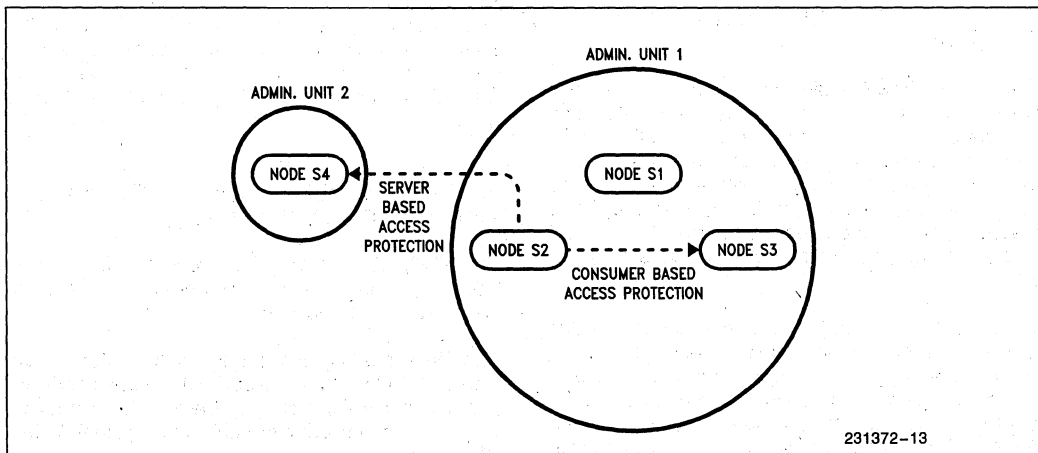 ADMIN. UNIT 1
ADMIN. UNIT 2
NODE S4
NODE S1
SERVER
BASED
ACCESS
PROTECTION
NODE S2
NODE S3
CONSUMER BASED
ACCESS PROTECTION
231372-13